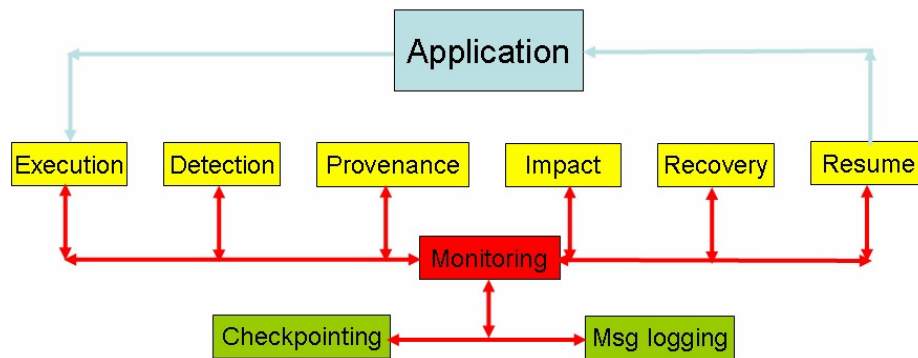 Application
Execution
Detection
Provenance
Impact
Recovery
Resume
Monitoring
Checkpointing
Msg logging